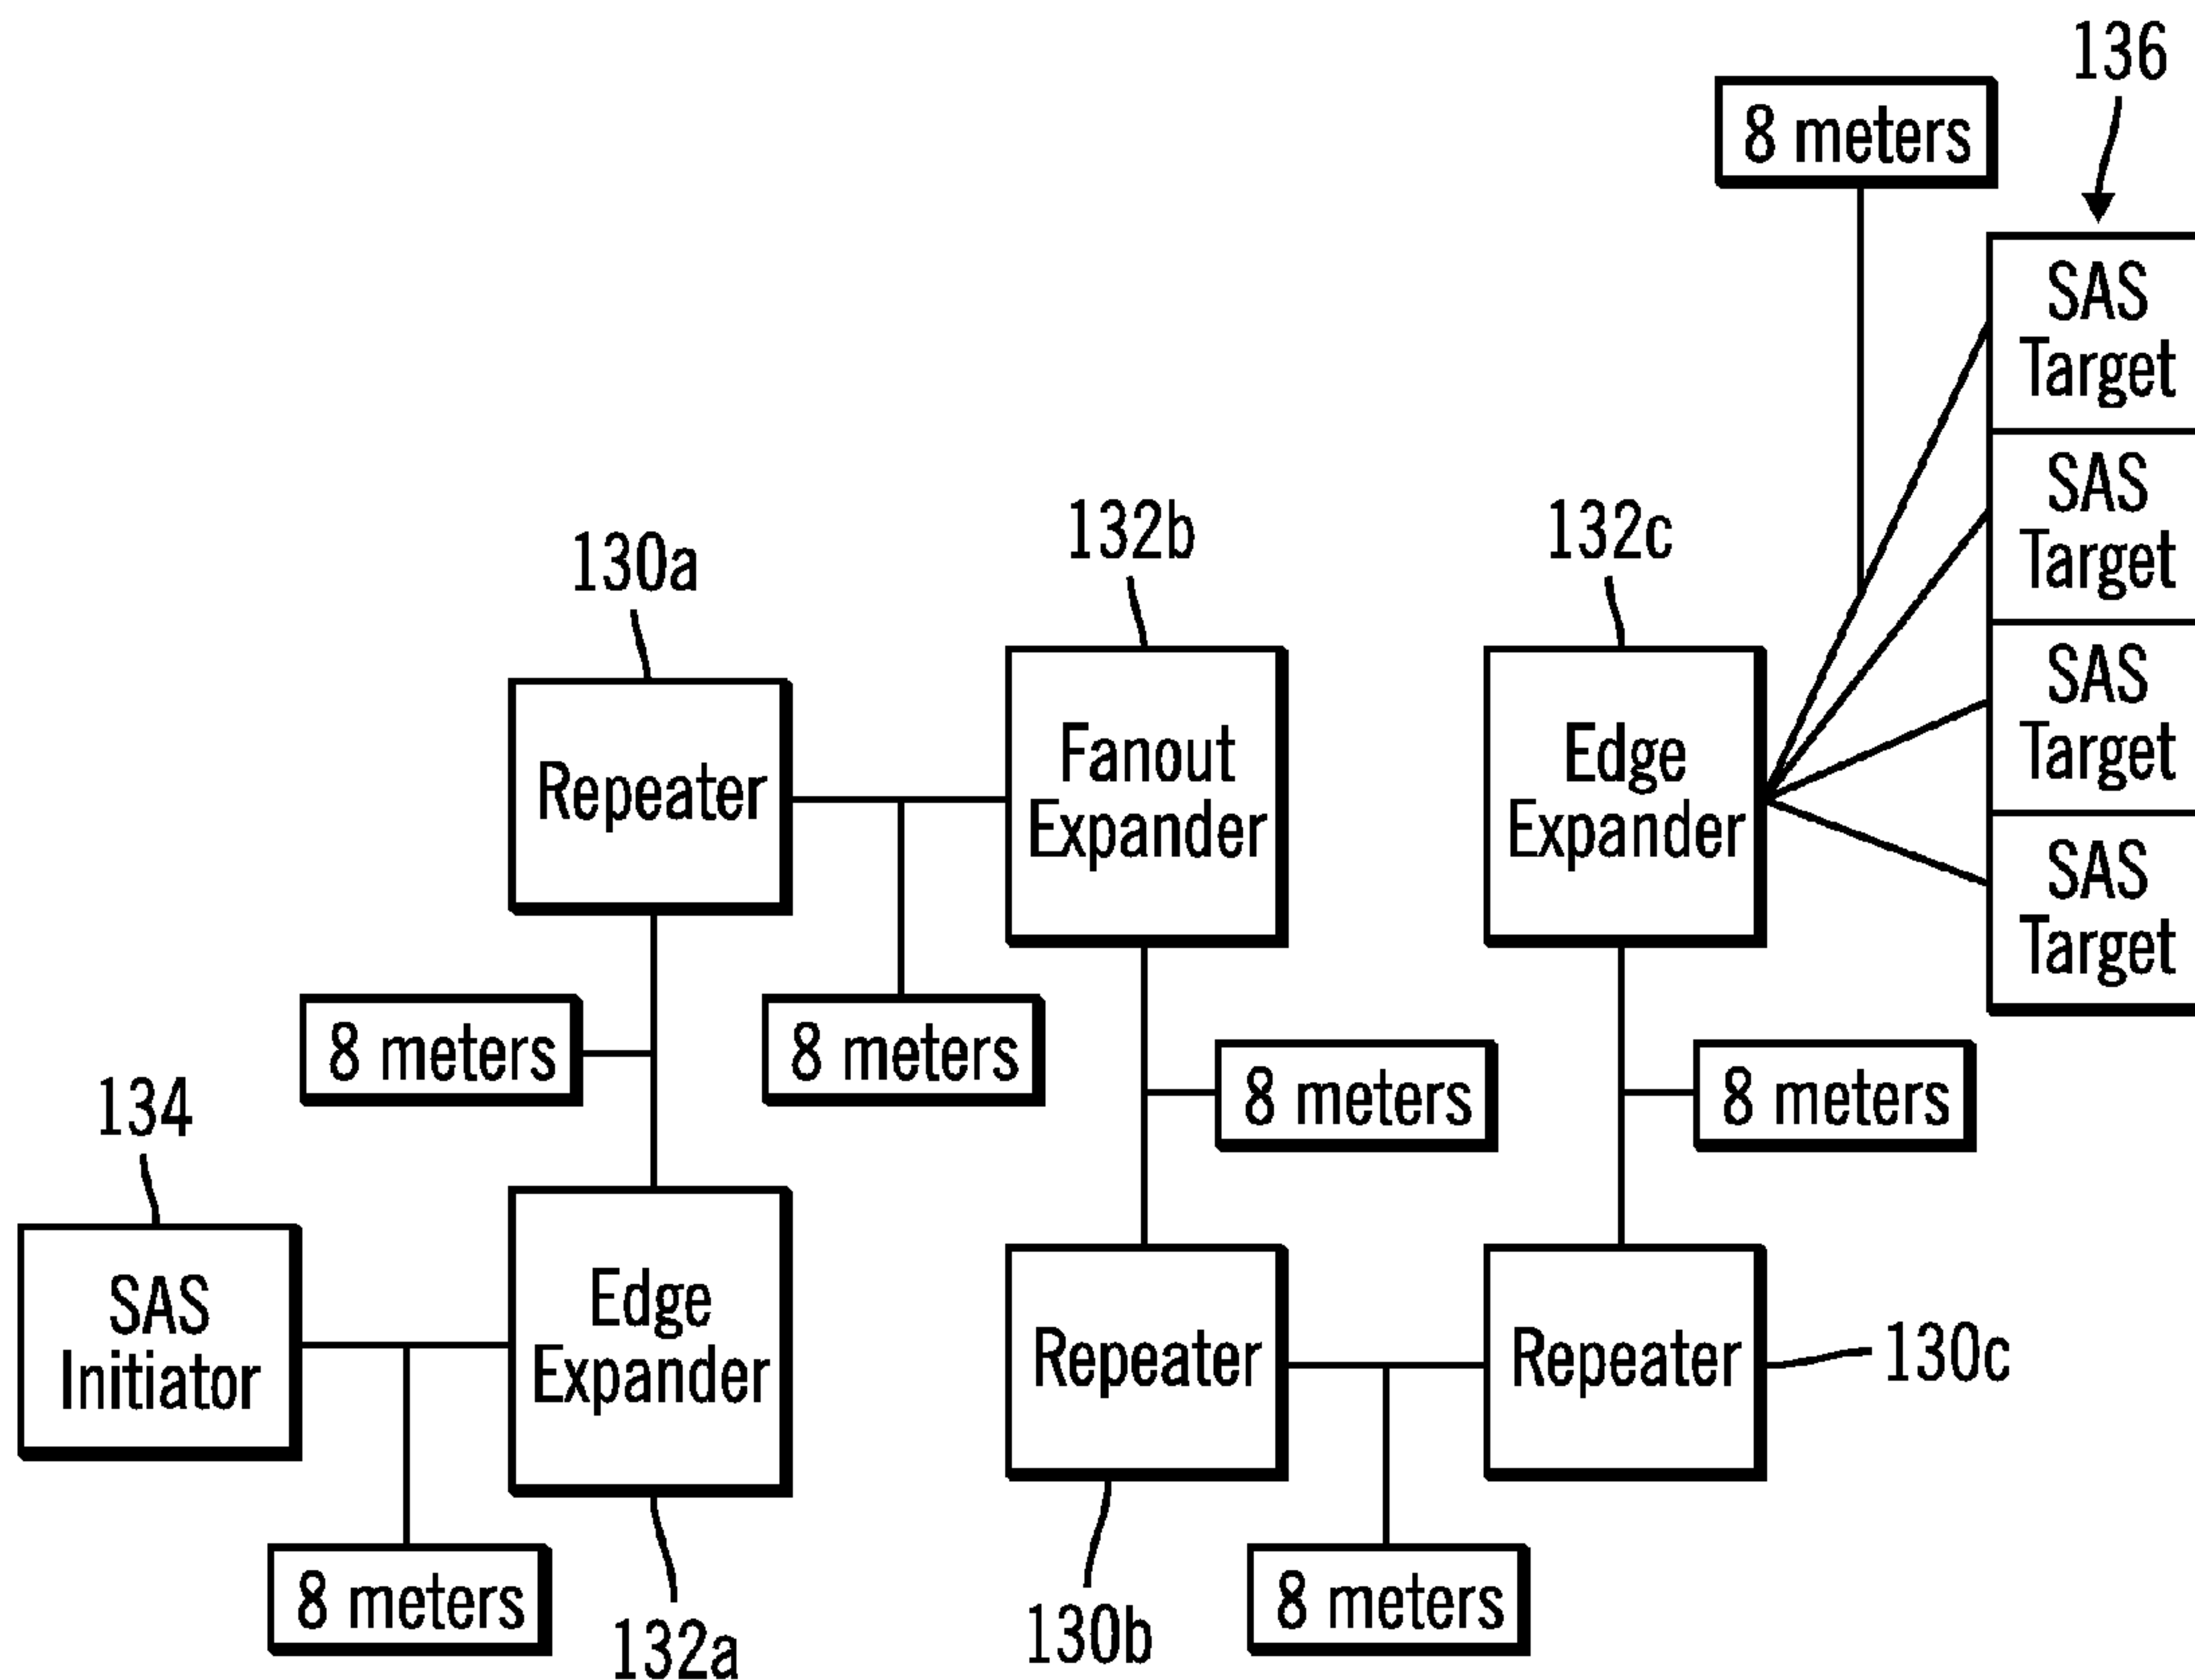 136
8 meters
SAS
Target
SAS
Target
SAS
Target
SAS
Target
130a
132b
132c
Repeater
Fanout
Expander
Edge
Expander
8 meters
8 meters
8 meters
8 meters
134
SAS
Initiator
Edge
Expander
Repeater
Repeater
130c
8 meters
132a
130b
8 meters